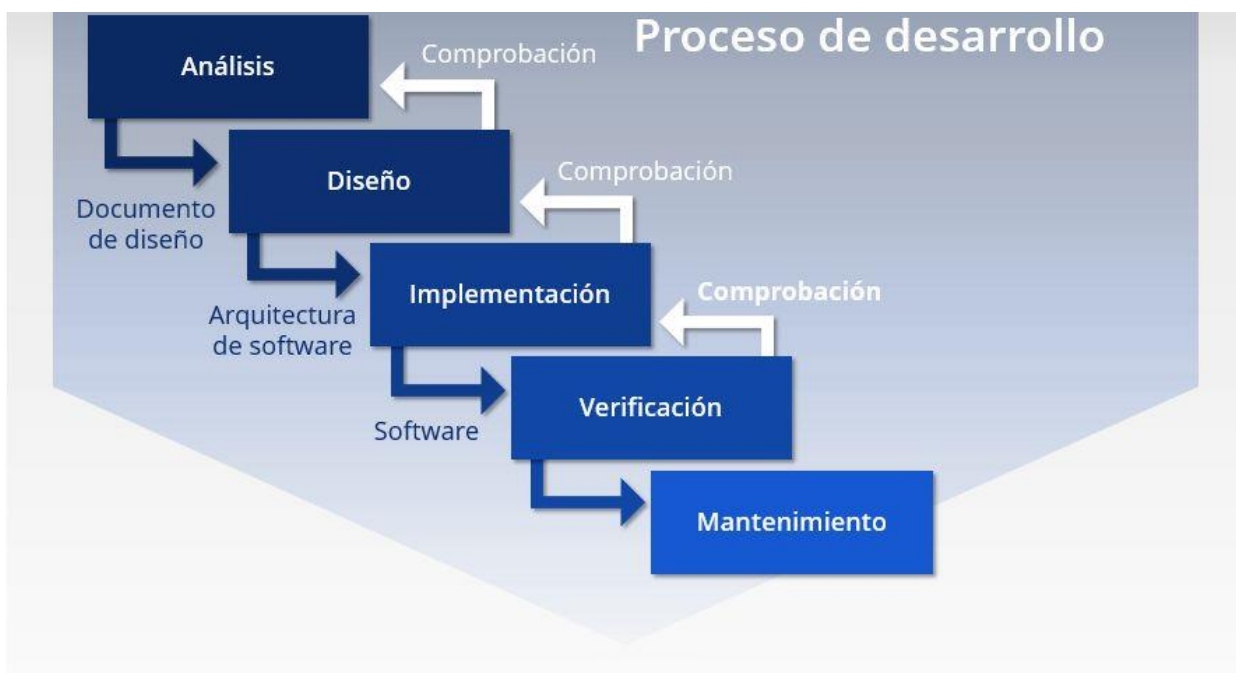 Proceso de desarrollo
Análisis
Comprobación
Diseño
Comprobación
Documento
de diseño
Implementación
Comprobación
Arquitectura
de software
Verificación
Software
Mantenimiento